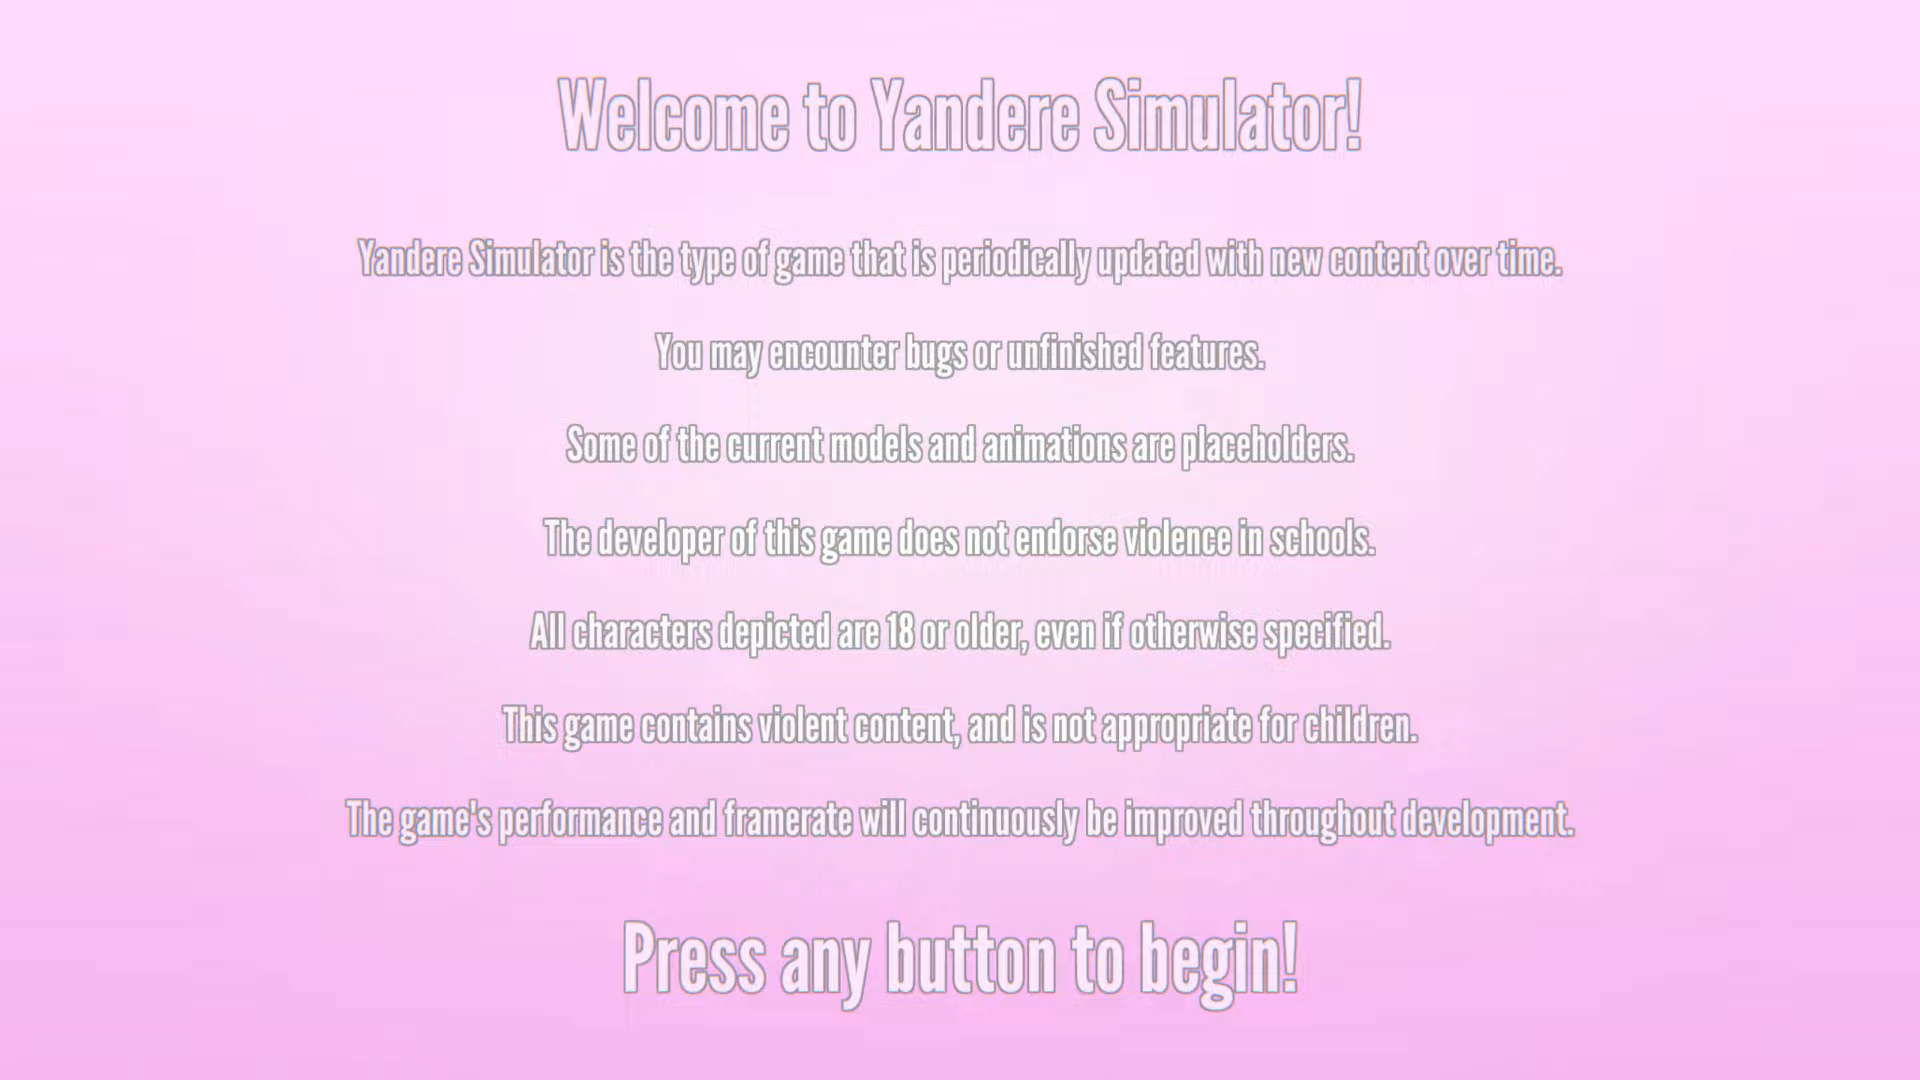 Welcome to Yandere Simulator!
Yandere Simulator is the type of game that is periodically updated with new content over time.
You may encounter bugs or unfinished features.
Some of the current models and animations are placeholders.
The developer of this game does not endorse violence in schools.
All characters depicted are 18 or older, even if otherwise specified.
This game contains violent content, and is not appropriate for children.
The game's performance and framerate will continuously be improved throughout development.
Press any button to begin!